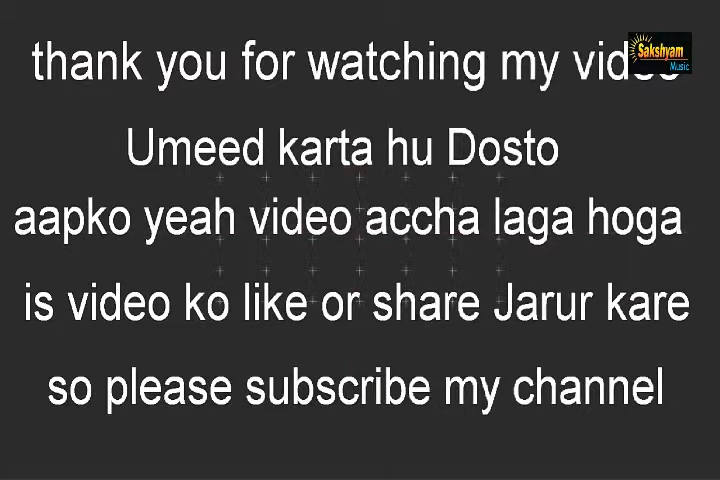 Sakshyam
Music
thank you for watching my video
Umeed karta hu Dosto
aapko yeah video accha laga hoga
is video ko like or share Jarur kare
so please subscribe my channel